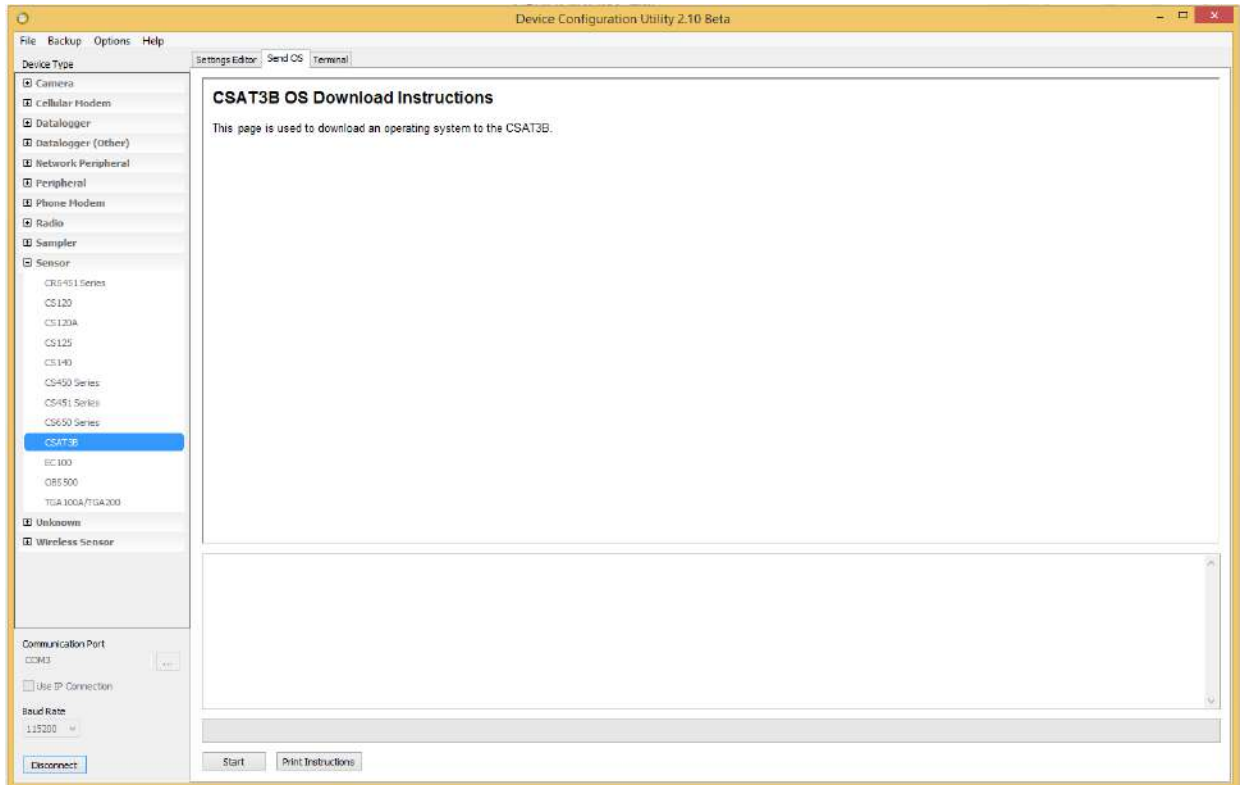 Device Configuration Utility 2.10 Beta
File Backup Options Help
Device Type
Camera
Cellular Modem
Datalogger
Datalogger (Other)
Network Peripheral
Peripheral
Phone Modem
Radio
Sampler
Sensor
CRS451 Series
CS120
CS120A
CS125
CS140
CS450 Series
CS451 Series
CS650 Series
CSAT3B
EC100
OBS500
TGA100A/TGA200
Unknown
Wireless Sensor
Communication Port
COM3
...
Use IP Connection
Baud Rate
115200
Disconnect
Settings Editor Send OS Terminal
CSAT3B OS Download Instructions
This page is used to download an operating system to the CSAT3B.
Start Print Instructions